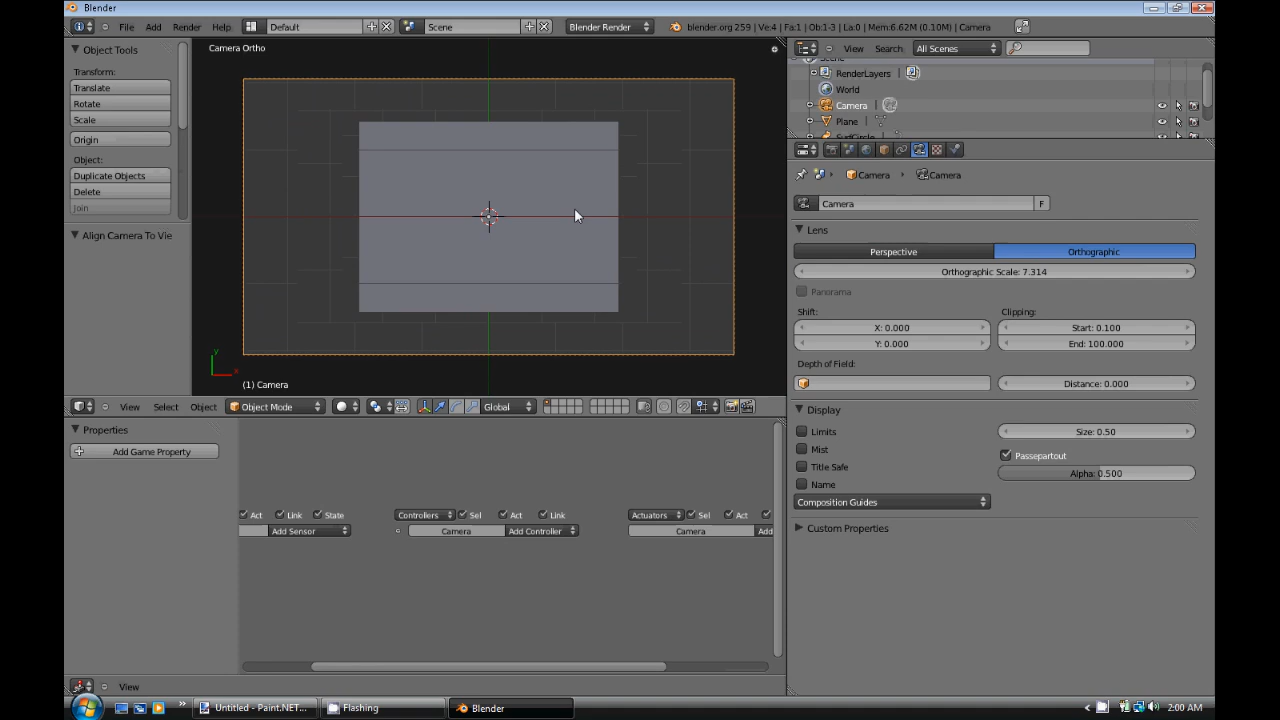 Blender
File Add Render Help Default Scene Blender Render blender.org 259 | Ve:4 | Fa:1 | Ob:1-3 | La:0 | Mem:6.62M (0.10M) | Camera
Object Tools
Transform:
Translate
Rotate
Scale
Origin
Object:
Duplicate Objects
Delete
Join
Align Camera To Vie
Camera Ortho
y
x
(1) Camera
View Select Object Object Mode Global
View Search: All Scenes
RenderLayers
World
Camera
Plane
Camera Camera
Camera F
Lens
Perspective Orthographic
Orthographic Scale: 7.314
Panorama
Shift: Clipping:
X: 0.000 Start: 0.100
Y: 0.000 End: 100.000
Depth of Field:
Distance: 0.000
Display
Limits Size: 0.50
Mist Passepartout
Title Safe Alpha: 0.500
Name
Composition Guides
Custom Properties
Properties
Add Game Property
Act Link State Controllers Sel Act Link Actuators Sel Act
Add Sensor Camera Add Controller Camera Add
View
Untitled - Paint.NET... Flashing Blender 2:00 AM